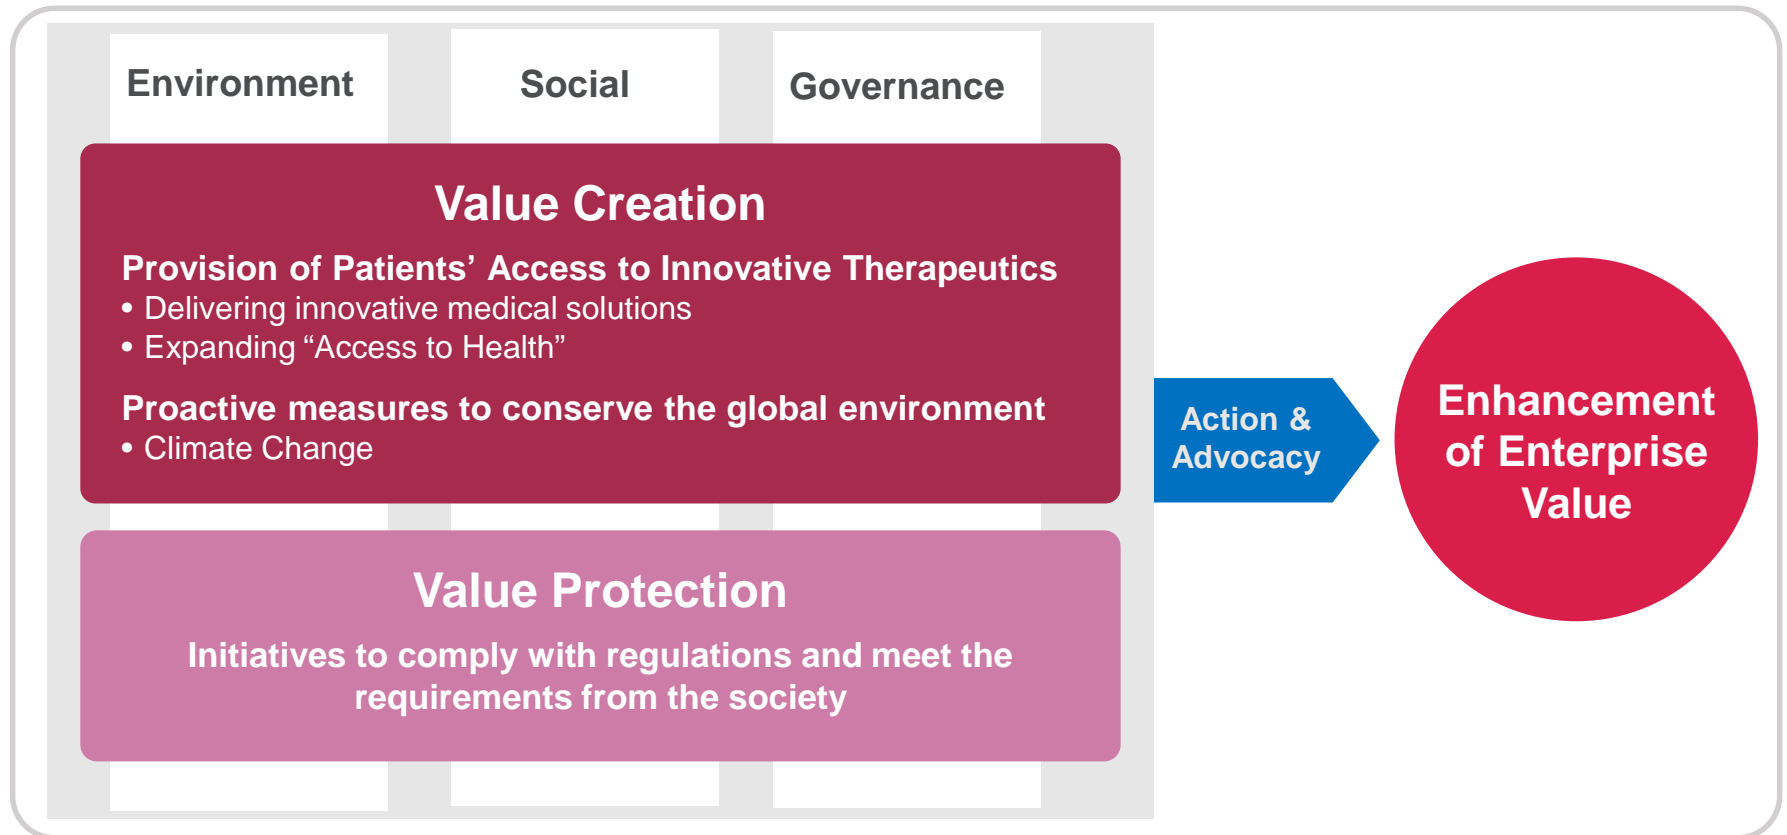 Environment
Social
Governance
Value Creation
Provision of Patients’ Access to Innovative Therapeutics
• Delivering innovative medical solutions
• Expanding “Access to Health”
Proactive measures to conserve the global environment
• Climate Change
Value Protection
Initiatives to comply with regulations and meet the
requirements from the society
Action &
Advocacy
Enhancement
of Enterprise
Value